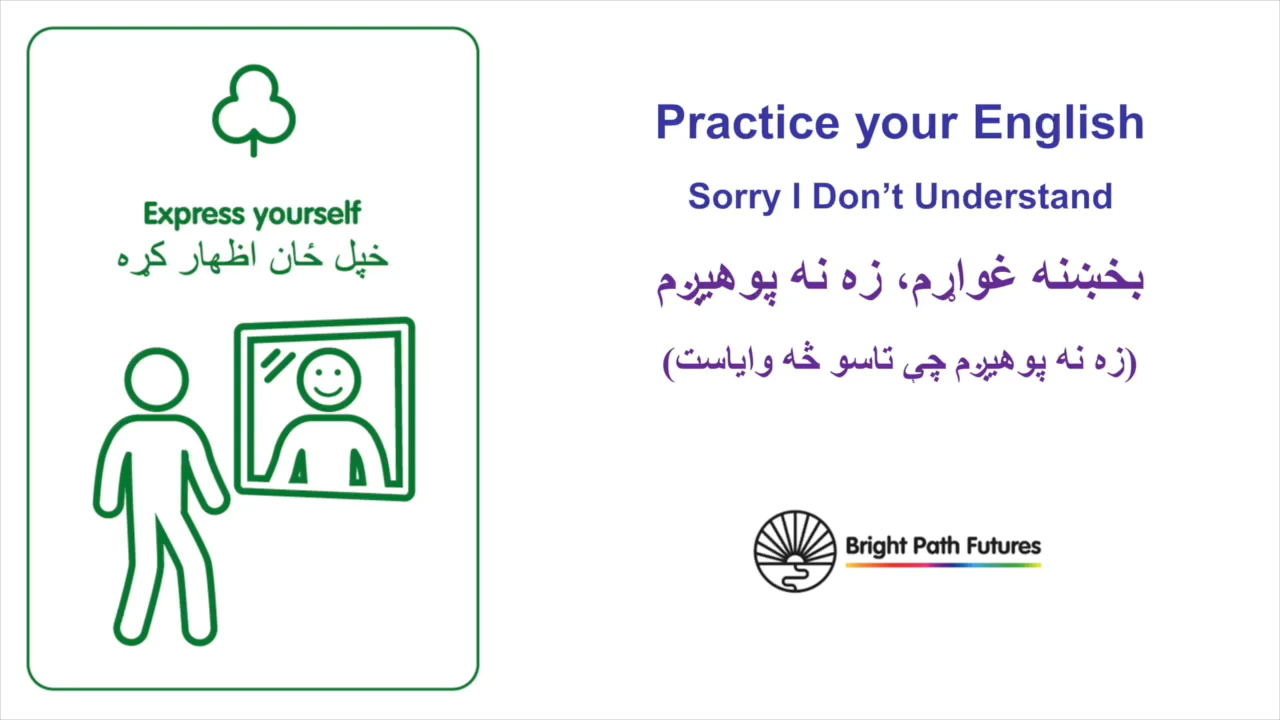 Express yourself
خپل ځان اظهار کړه
Practice your English
Sorry I Don’t Understand
بخښنه غواړم، زه نه پوهیږم
(زه نه پوهیږم چې تاسو څه وایاست)
Bright Path Futures